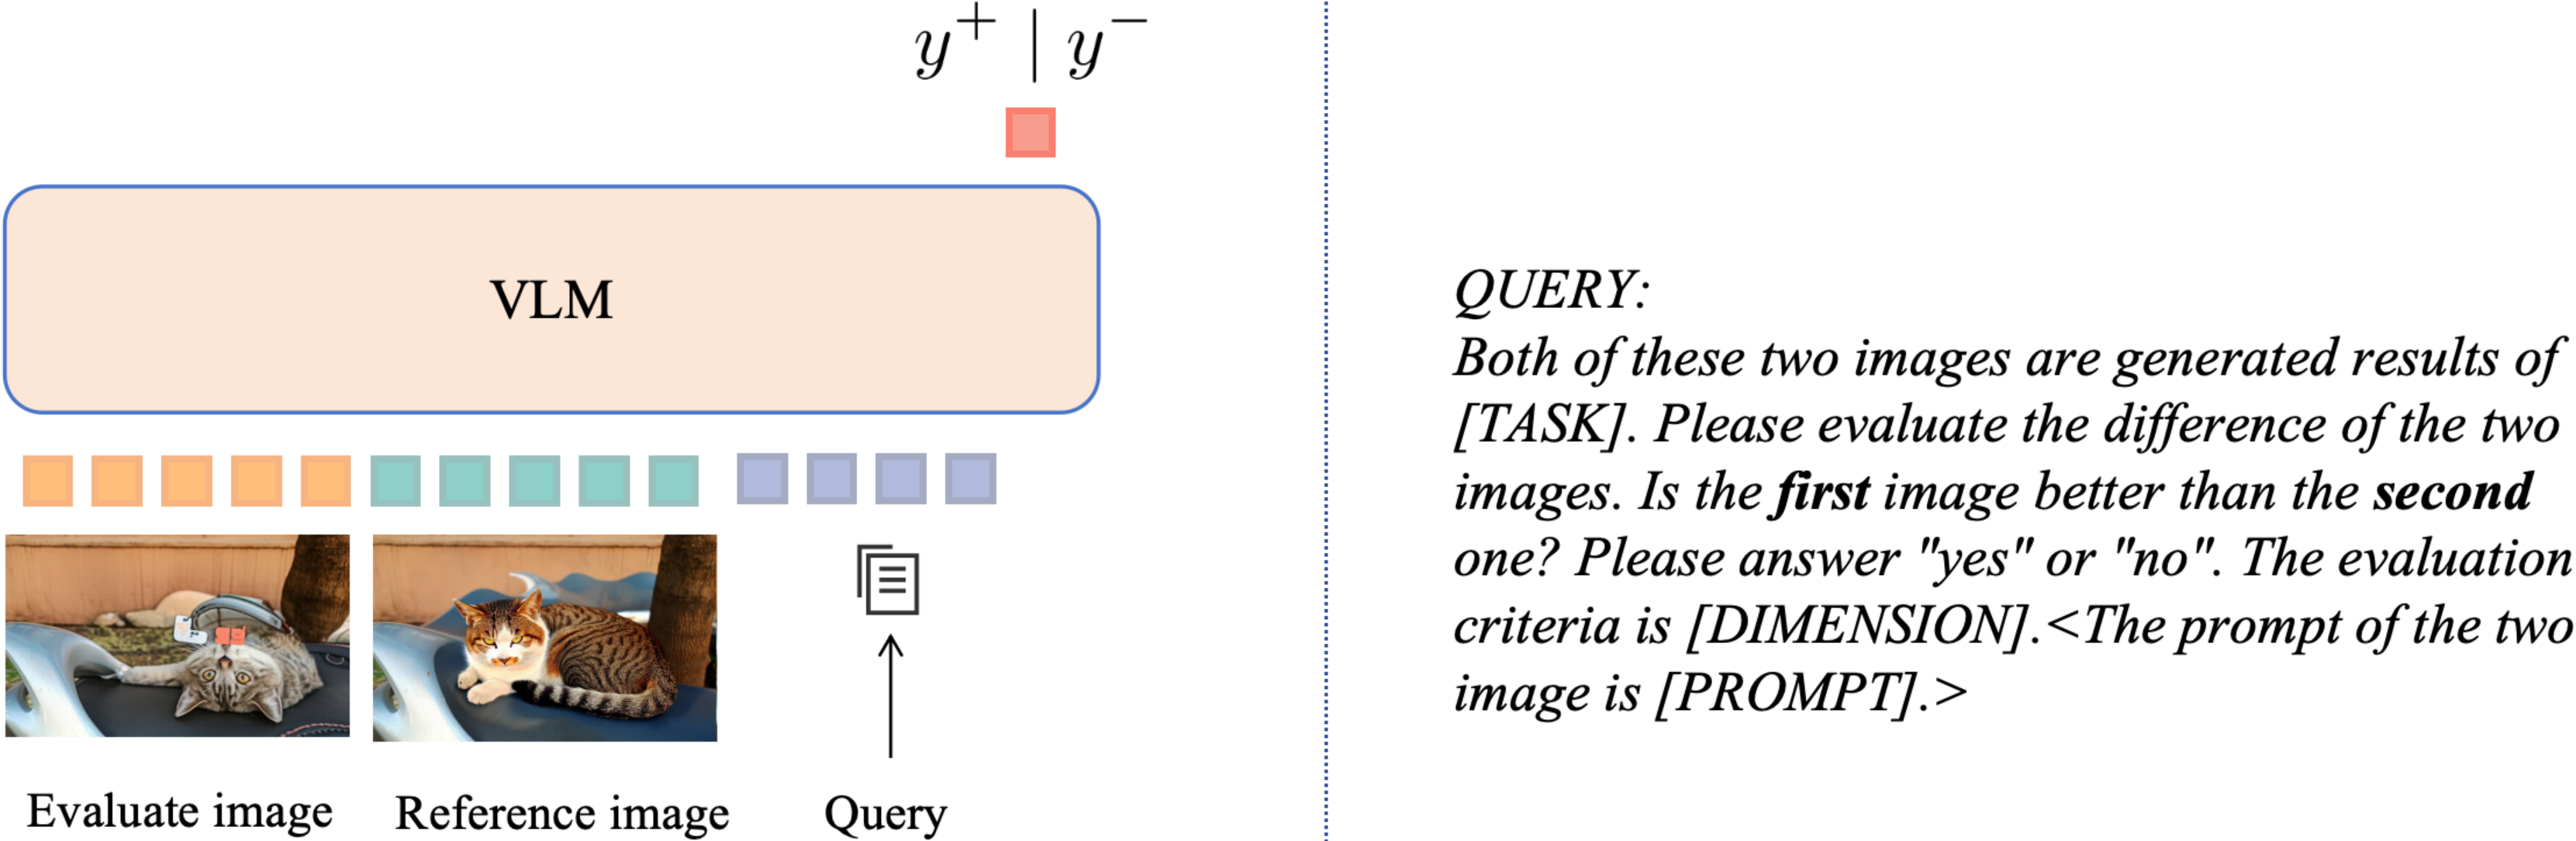 y⁺ | y⁻
VLM
Evaluate image
Reference image
Query
QUERY:
Both of these two images are generated results of
[TASK]. Please evaluate the difference of the two
images. Is the first image better than the second
one? Please answer "yes" or "no". The evaluation
criteria is [DIMENSION].<The prompt of the two
image is [PROMPT].>